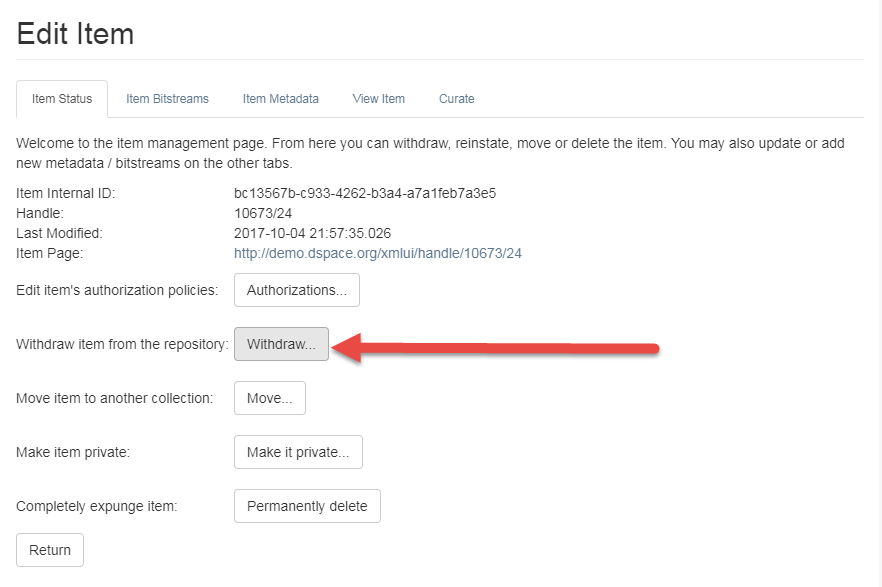 Edit Item
Item Status Item Bitstreams Item Metadata View Item Curate
Welcome to the item management page. From here you can withdraw, reinstate, move or delete the item. You may also update or add
new metadata / bitstreams on the other tabs.
Item Internal ID: bc13567b-c933-4262-b3a4-a7a1feb7a3e5
Handle: 10673/24
Last Modified: 2017-10-04 21:57:35.026
Item Page: http://demo.dspace.org/xmlui/handle/10673/24
Edit item's authorization policies: Authorizations...
Withdraw item from the repository: Withdraw...
Move item to another collection: Move...
Make item private: Make it private...
Completely expunge item: Permanently delete
Return